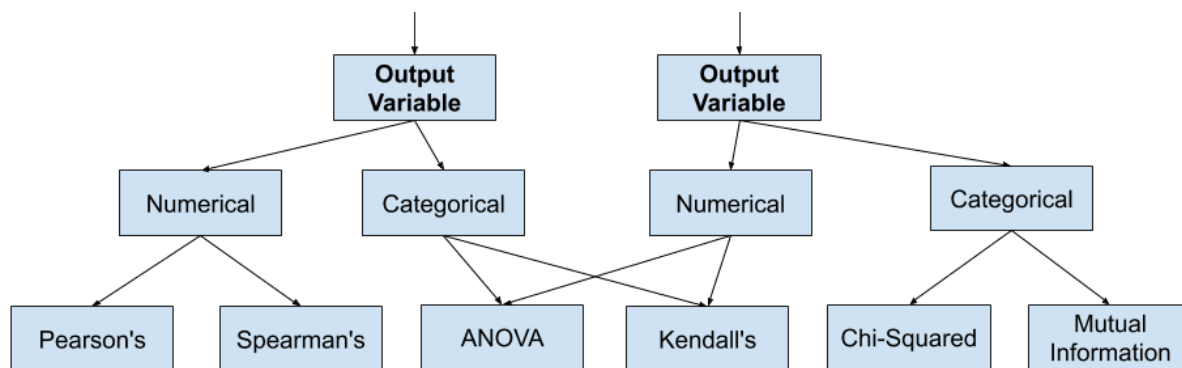 Output
Variable
Output
Variable
Numerical
Categorical
Numerical
Categorical
Pearson's
Spearman's
ANOVA
Kendall's
Chi-Squared
Mutual
Information